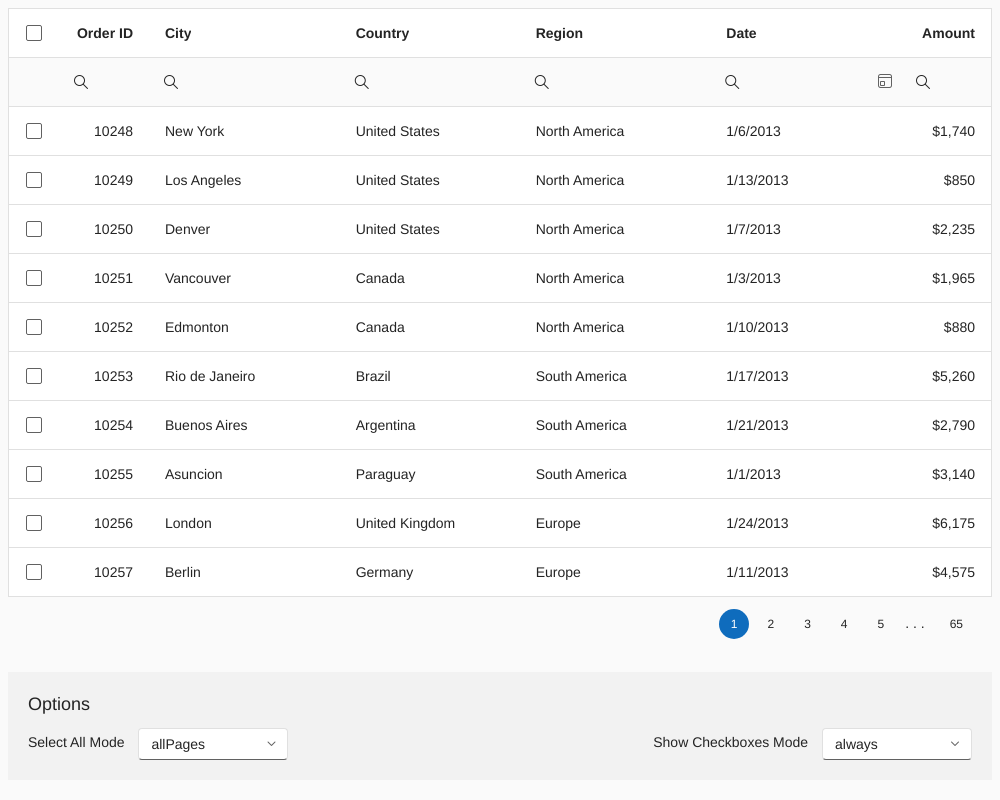 Order ID City Country Region Date Amount
10248 New York United States North America 1/6/2013 $1,740
10249 Los Angeles United States North America 1/13/2013 $850
10250 Denver United States North America 1/7/2013 $2,235
10251 Vancouver Canada North America 1/3/2013 $1,965
10252 Edmonton Canada North America 1/10/2013 $880
10253 Rio de Janeiro Brazil South America 1/17/2013 $5,260
10254 Buenos Aires Argentina South America 1/21/2013 $2,790
10255 Asuncion Paraguay South America 1/1/2013 $3,140
10256 London United Kingdom Europe 1/24/2013 $6,175
10257 Berlin Germany Europe 1/11/2013 $4,575
1 2 3 4 5 . . . 65
Options
Select All Mode allPages Show Checkboxes Mode always